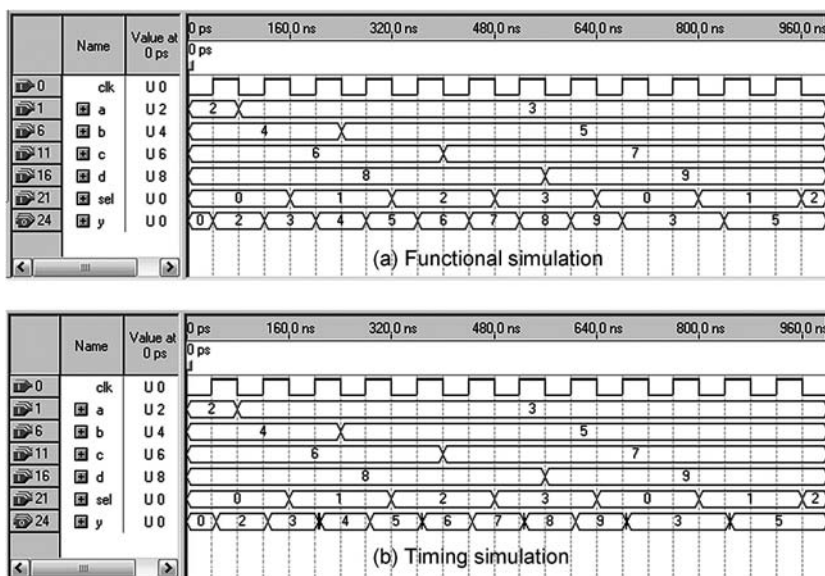 Name Value at 0 ps 0 ps 160,0 ns 320,0 ns 480,0 ns 640,0 ns 800,0 ns 960,0 ns
0 ps
0 clk U 0
1 a U 2 2 3
6 b U 4 4 5
11 c U 6 6 7
16 d U 8 8 9
21 sel U 0 0 1 2 3 0 1 2
24 y U 0 0 2 3 4 5 6 7 8 9 3 5
(a) Functional simulation
Name Value at 0 ps 0 ps 160,0 ns 320,0 ns 480,0 ns 640,0 ns 800,0 ns 960,0 ns
0 ps
0 clk U 0
1 a U 2 2 3
6 b U 4 4 5
11 c U 6 6 7
16 d U 8 8 9
21 sel U 0 0 1 2 3 0 1 2
24 y U 0 0 2 3 4 5 6 7 8 9 3 5
(b) Timing simulation